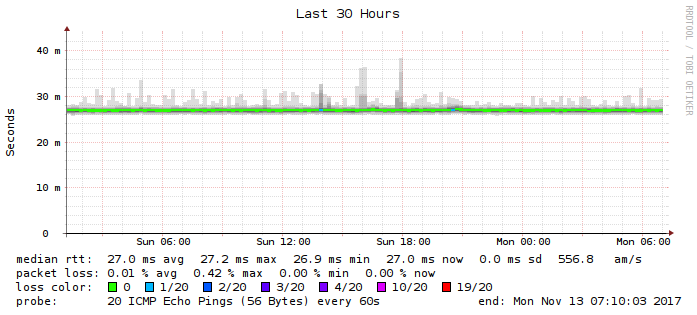 Last 30 Hours
RRDTOOL / TOBI OETIKER
Seconds
40 m
30 m
20 m
10 m
0
Sun 06:00 Sun 12:00 Sun 18:00 Mon 00:00 Mon 06:00
median rtt: 27.0 ms avg 27.2 ms max 26.9 ms min 27.0 ms now 0.0 ms sd 556.8 am/s
packet loss: 0.01 % avg 0.42 % max 0.00 % min 0.00 % now
loss color: 0 1/20 2/20 3/20 4/20 10/20 19/20
probe: 20 ICMP Echo Pings (56 Bytes) every 60s end: Mon Nov 13 07:10:03 2017